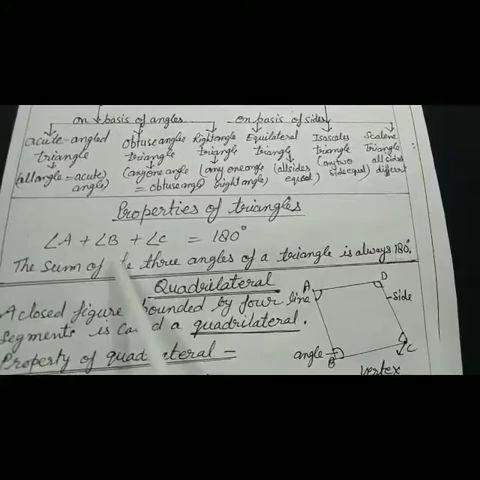 on basis of angles on basis of sides
acute-angled obtuse angle Right angle Equilateral Isosceles Scalene
triangle triangle triangle triangle triangle Triangle
(all angle = acute (any one angle (any one angle (all sides (any two all sides
angle) = obtuse angle right angle) equal) side equal) different
Properties of triangles
∠A + ∠B + ∠C = 180°
The sum of the three angles of a triangle is always 180°.
Quadrilateral
A closed figure bounded by four line
segments is called a quadrilateral.
Property of quadrilateral =
A D
side
angle B C
vertex